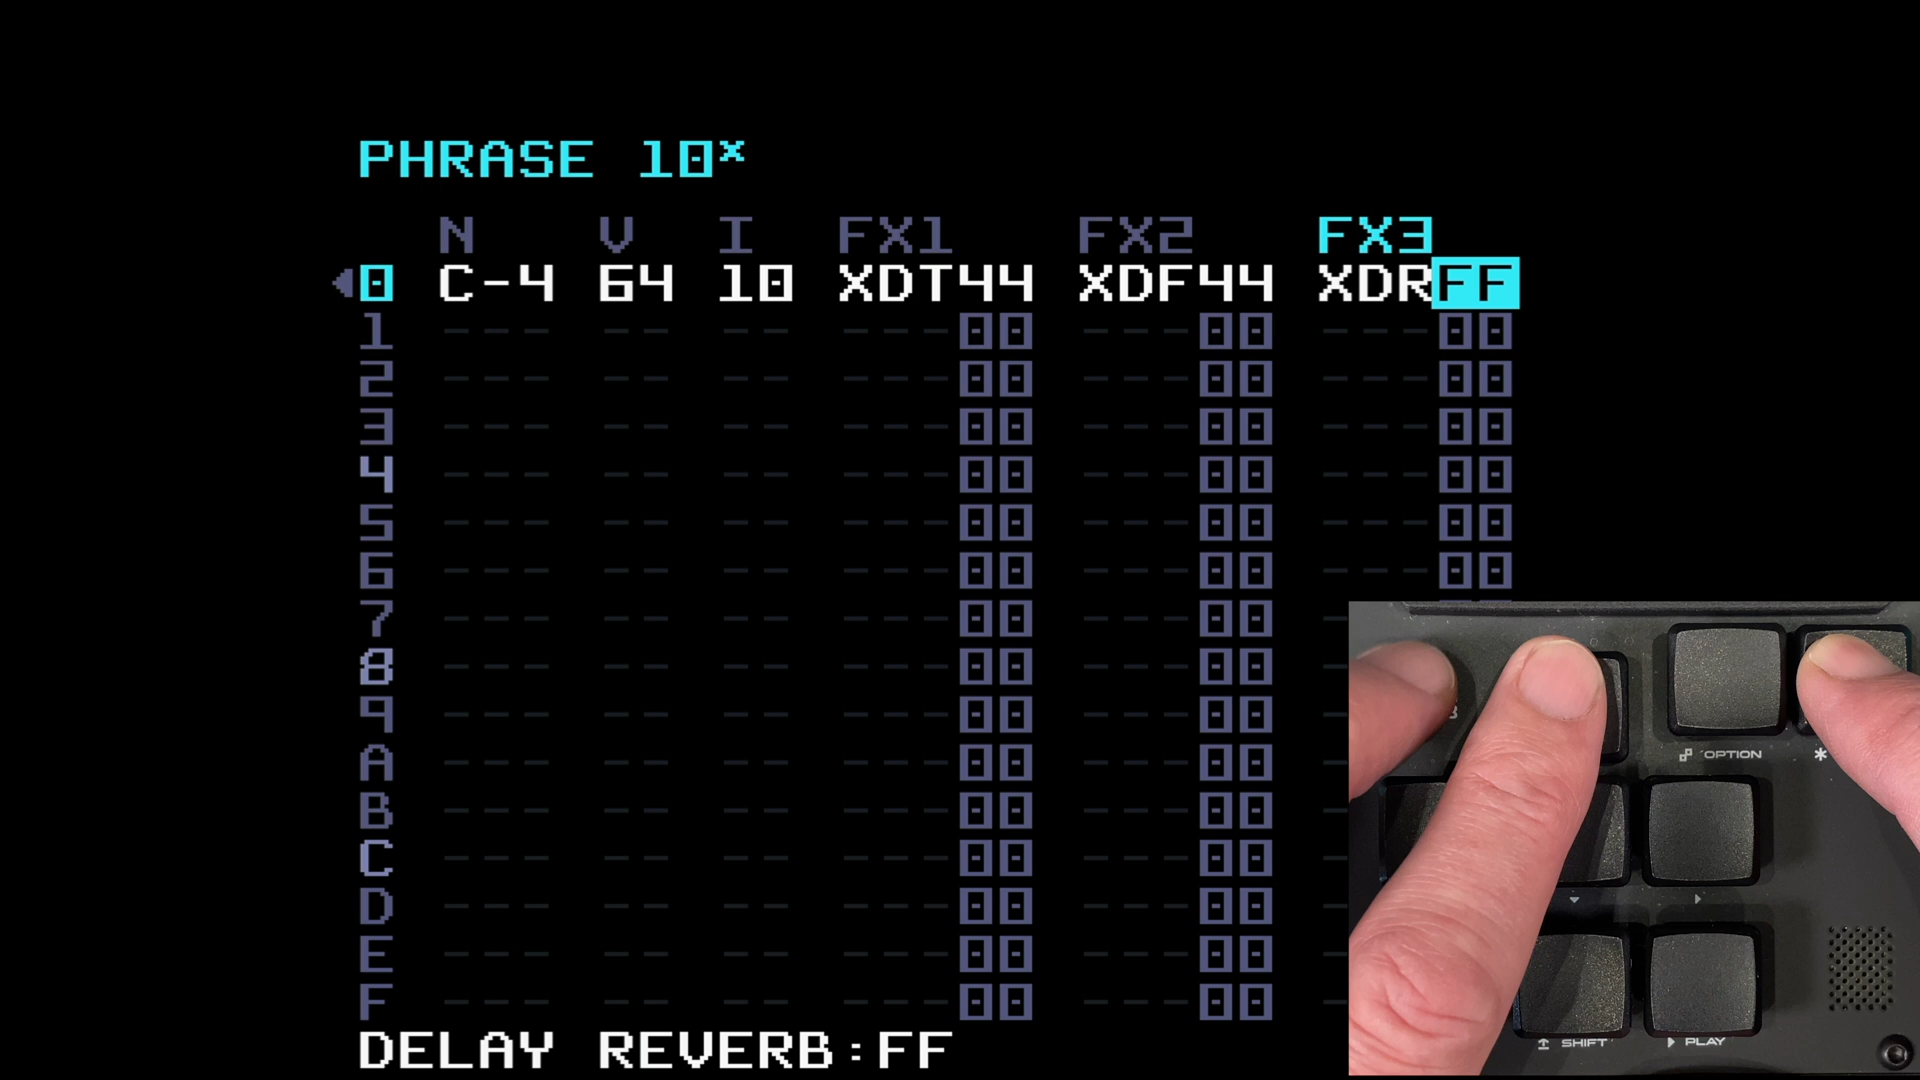 PHRASE 10x
N V I FX1 FX2 FX3
0 C-4 64 10 XDT44 XDF44 XDRFF
1 --- -- -- ---00 ---00 ---00
2 --- -- -- ---00 ---00 ---00
3 --- -- -- ---00 ---00 ---00
4 --- -- -- ---00 ---00 ---00
5 --- -- -- ---00 ---00 ---00
6 --- -- -- ---00 ---00 ---00
7 --- -- -- ---00 ---00 -
8 --- -- -- ---00 ---00 -
9 --- -- -- ---00 ---00 -
A --- -- -- ---00 ---00 -
B --- -- -- ---00 ---00 -
C --- -- -- ---00 ---00 -
D --- -- -- ---00 ---00 -
E --- -- -- ---00 ---00 -
F --- -- -- ---00 ---00 -
DELAY REVERB:FF
OPTION *
SHIFT PLAY